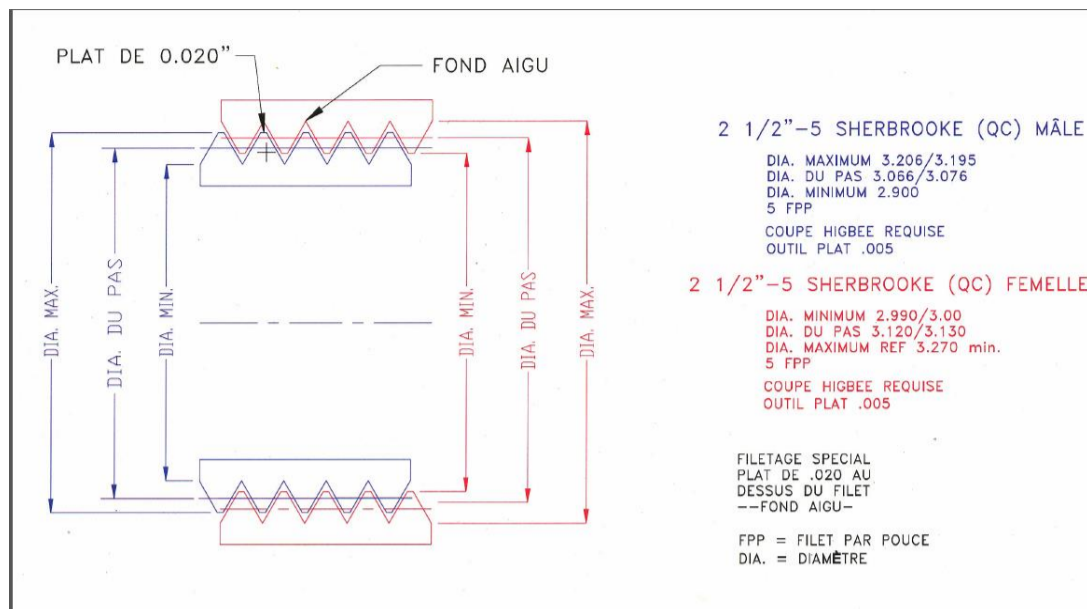 PLAT DE 0.020"
FOND AIGU
DIA. MAX.
DIA. DU PAS
DIA. MIN.
DIA. MIN.
DIA. DU PAS
DIA. MAX.
2 1/2"-5 SHERBROOKE (QC) MÂLE
DIA. MAXIMUM 3.206/3.195
DIA. DU PAS 3.066/3.076
DIA. MINIMUM 2.900
5 FPP
COUPE HIGBEE REQUISE
OUTIL PLAT .005
2 1/2"-5 SHERBROOKE (QC) FEMELLE
DIA. MINIMUM 2.990/3.00
DIA. DU PAS 3.120/3.130
DIA. MAXIMUM REF 3.270 min.
5 FPP
COUPE HIGBEE REQUISE
OUTIL PLAT .005
FILETAGE SPECIAL
PLAT DE .020 AU
DESSUS DU FILET
--FOND AIGU-
FPP = FILET PAR POUCE
DIA. = DIAMÈTRE